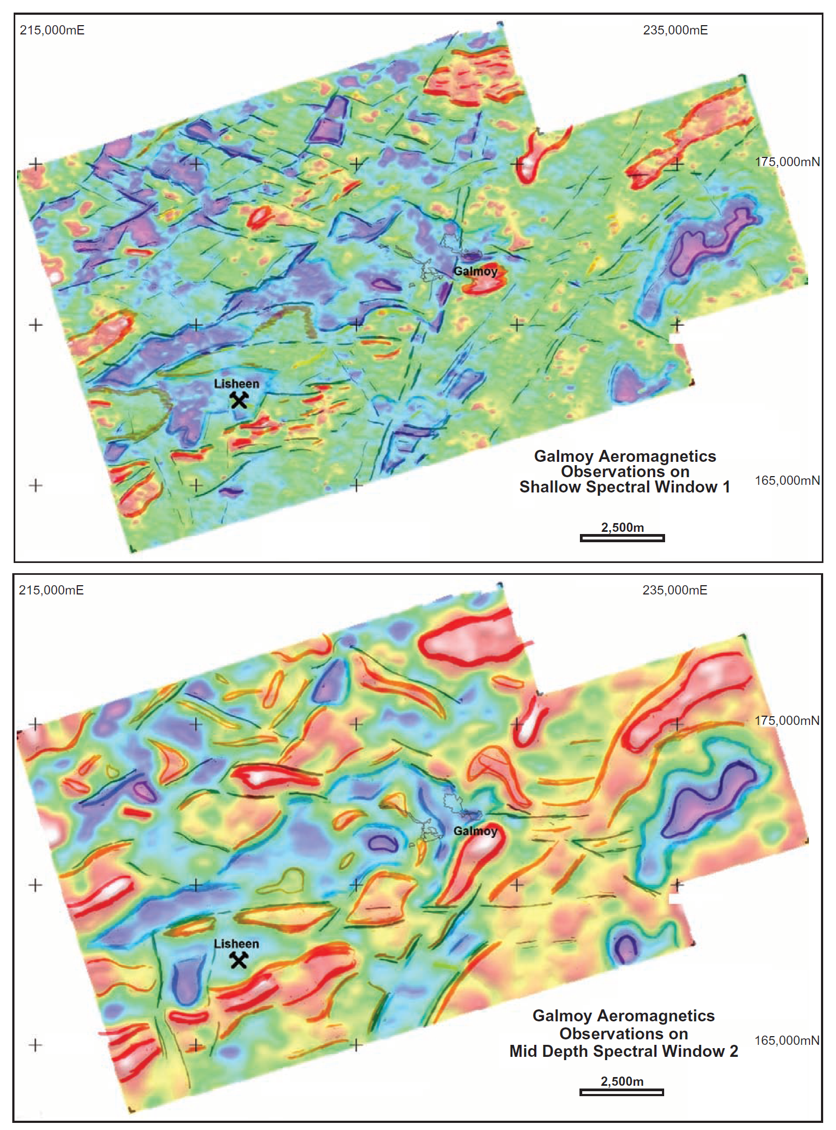 215,000mE
235,000mE
175,000mN
Galmoy
Lisheen
Galmoy Aeromagnetics
Observations on
Shallow Spectral Window 1
165,000mN
2,500m
215,000mE
235,000mE
175,000mN
Galmoy
Lisheen
Galmoy Aeromagnetics
Observations on
Mid Depth Spectral Window 2
165,000mN
2,500m